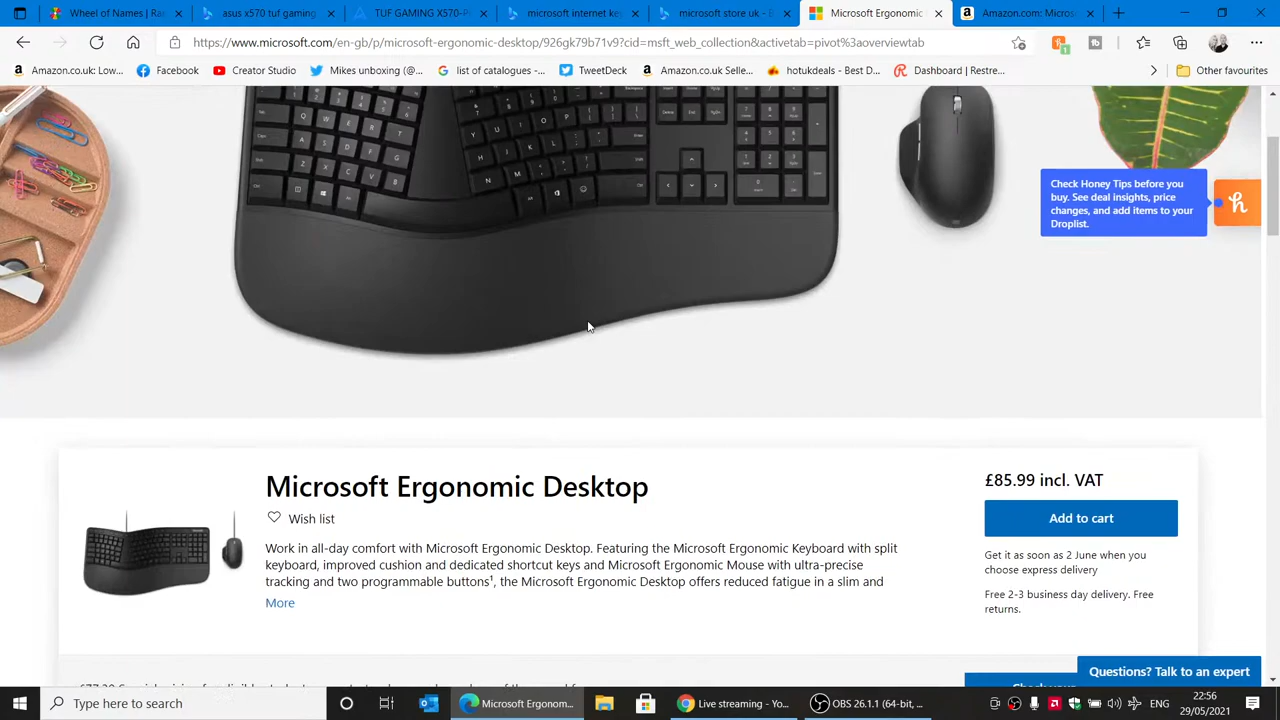 Wheel of Names | Ra
asus x570 tuf gaming
TUF GAMING X570-P
microsoft internet ke
microsoft store uk - B
Microsoft Ergonomic
Amazon.com: Micros
https://www.microsoft.com/en-gb/p/microsoft-ergonomic-desktop/926gk79b71v9?cid=msft_web_collection&activetab=pivot%3aoverviewtab
1
Amazon.co.uk: Low...
Facebook
Creator Studio
Mikes unboxing (@...
list of catalogues -...
TweetDeck
Amazon.co.uk Selle...
hotukdeals - Best D...
Dashboard | Restre...
Other favourites
Check Honey Tips before you
buy. See deal insights, price
changes, and add items to your
Droplist.
Microsoft Ergonomic Desktop
£85.99 incl. VAT
Wish list
Add to cart
Work in all-day comfort with Microsoft Ergonomic Desktop. Featuring the Microsoft Ergonomic Keyboard with split
keyboard, improved cushion and dedicated shortcut keys and Microsoft Ergonomic Mouse with ultra-precise
tracking and two programmable buttons¹, the Microsoft Ergonomic Desktop offers reduced fatigue in a slim and
More
Get it as soon as 2 June when you
choose express delivery
Free 2-3 business day delivery. Free
returns.
Questions? Talk to an expert
Type here to search
Microsoft Ergonom...
Live streaming - Yo...
OBS 26.1.1 (64-bit, ...
ENG
22:56
29/05/2021